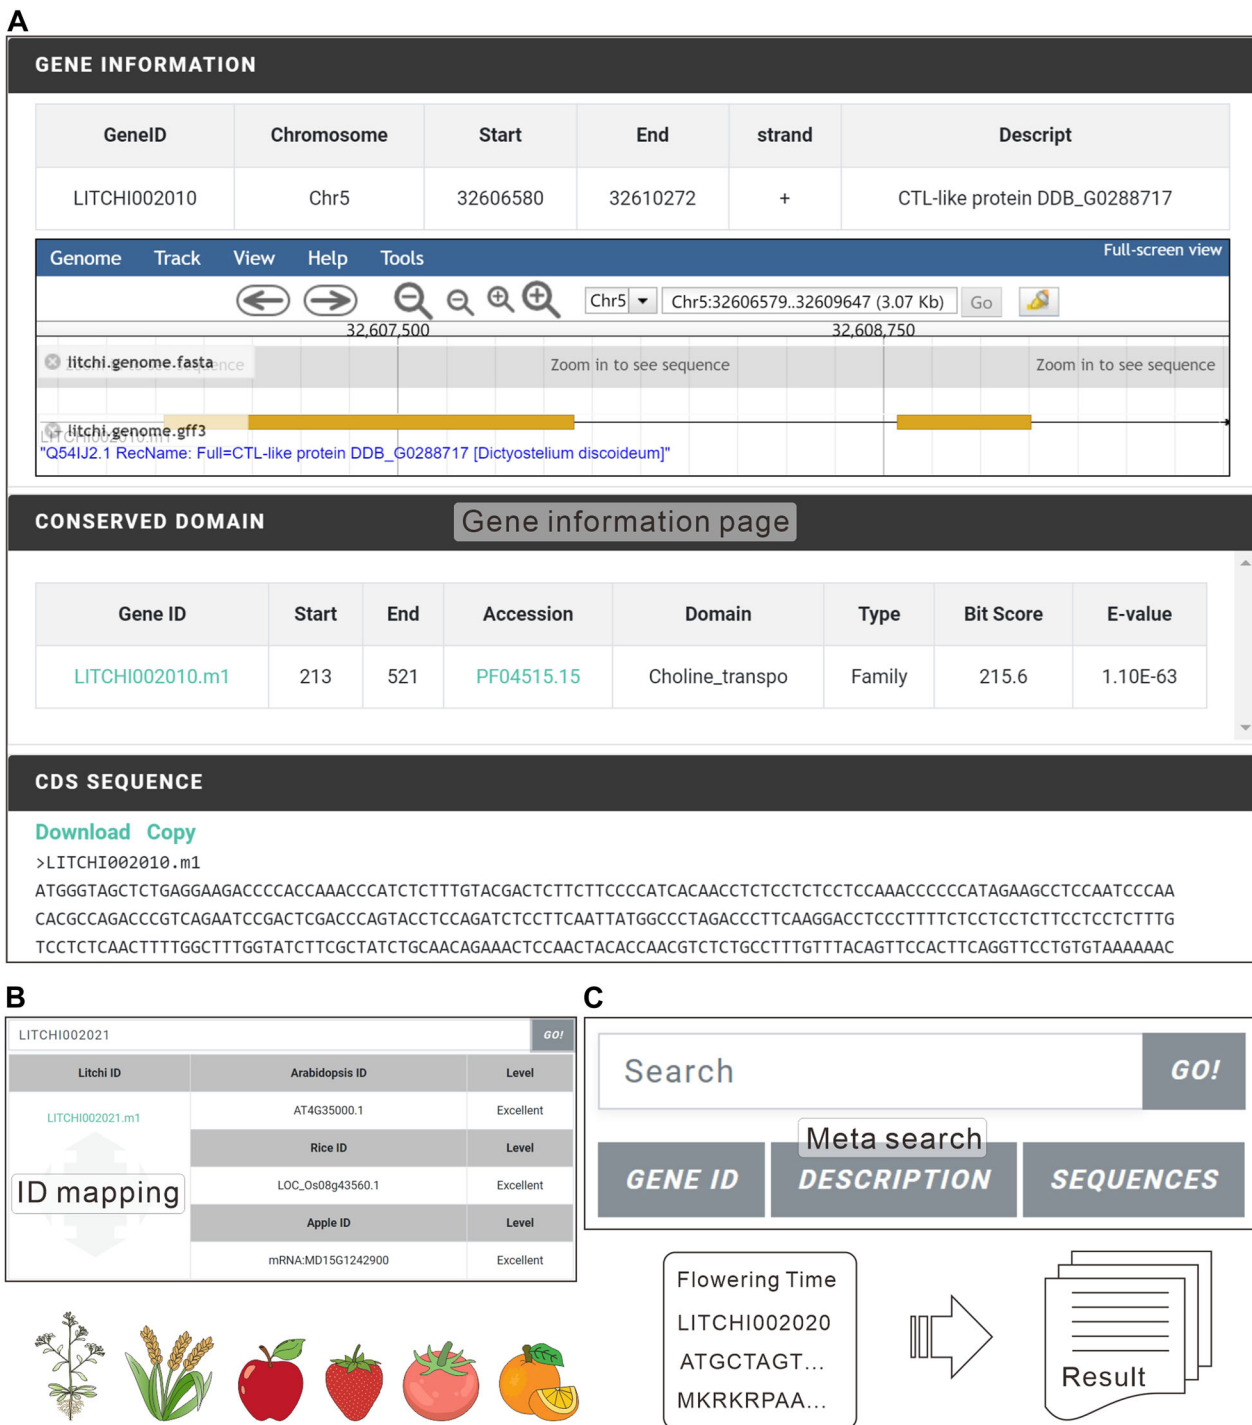 A
GENE INFORMATION
GeneID Chromosome Start End strand Descript
LITCHI002010 Chr5 32606580 32610272 + CTL-like protein DDB_G0288717
Genome Track View Help Tools Full-screen view
Chr5 Chr5:32606579..32609647 (3.07 Kb) Go
32,607,500 32,608,750
litchi.genome.fasta Zoom in to see sequence Zoom in to see sequence
litchi.genome.gff3
LITCHI002010.m1
"Q54IJ2.1 RecName: Full=CTL-like protein DDB_G0288717 [Dictyostelium discoideum]"
CONSERVED DOMAIN
Gene information page
Gene ID Start End Accession Domain Type Bit Score E-value
LITCHI002010.m1 213 521 PF04515.15 Choline_transpo Family 215.6 1.10E-63
CDS SEQUENCE
Download Copy
>LITCHI002010.m1
ATGGGTAGCTCTGAGGAAGACCCCACCAAACCCATCTCTTTGTACGACTCTTCTTCCCCATCACAACCTCTCCTCTCCTCCAAACCCCCCATAGAAGCCTCCAATCCCAA
CACGCCAGACCCGTCAGAATCCGACTCGACCCAGTACCTCCAGATCTCCTTCAATTATGGCCCTAGACCCTTCAAGGACCTCCCTTTTCTCCTCCTCTTCCTCCTCTTTG
TCCTCTCAACTTTTGGCTTTGGTATCTTCGCTATCTGCAACAGAAACTCCAACTACACCAACGTCTCTGCCTTTGTTTACAGTTCCACTTCAGGTTCCTGTGTAAAAAAC
B
LITCHI002021 GO!
Litchi ID Arabidopsis ID Level
LITCHI002021.m1 AT4G35000.1 Excellent
Rice ID Level
ID mapping
LOC_Os08g43560.1 Excellent
Apple ID Level
mRNA:MD15G1242900 Excellent
C
Search GO!
Meta search
GENE ID DESCRIPTION SEQUENCES
Flowering Time
LITCHI002020
ATGCTAGT...
MKRKRPAA...
Result